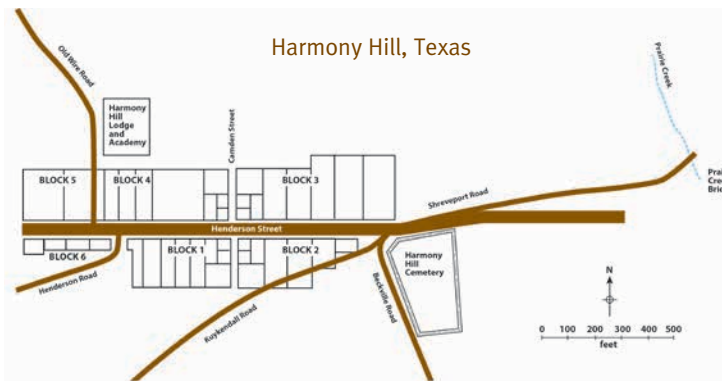 Harmony Hill, Texas
Old Wire Road
Harmony
Hill
Lodge
and
Academy
Camden Street
Prairie Creek
BLOCK 5
BLOCK 4
BLOCK 3
Shreveport Road
Henderson Street
BLOCK 6
BLOCK 1
BLOCK 2
Harmony
Hill
Cemetery
Henderson Road
Kuykendall Road
Beckville Road
N
0 100 200 300 400 500
feet